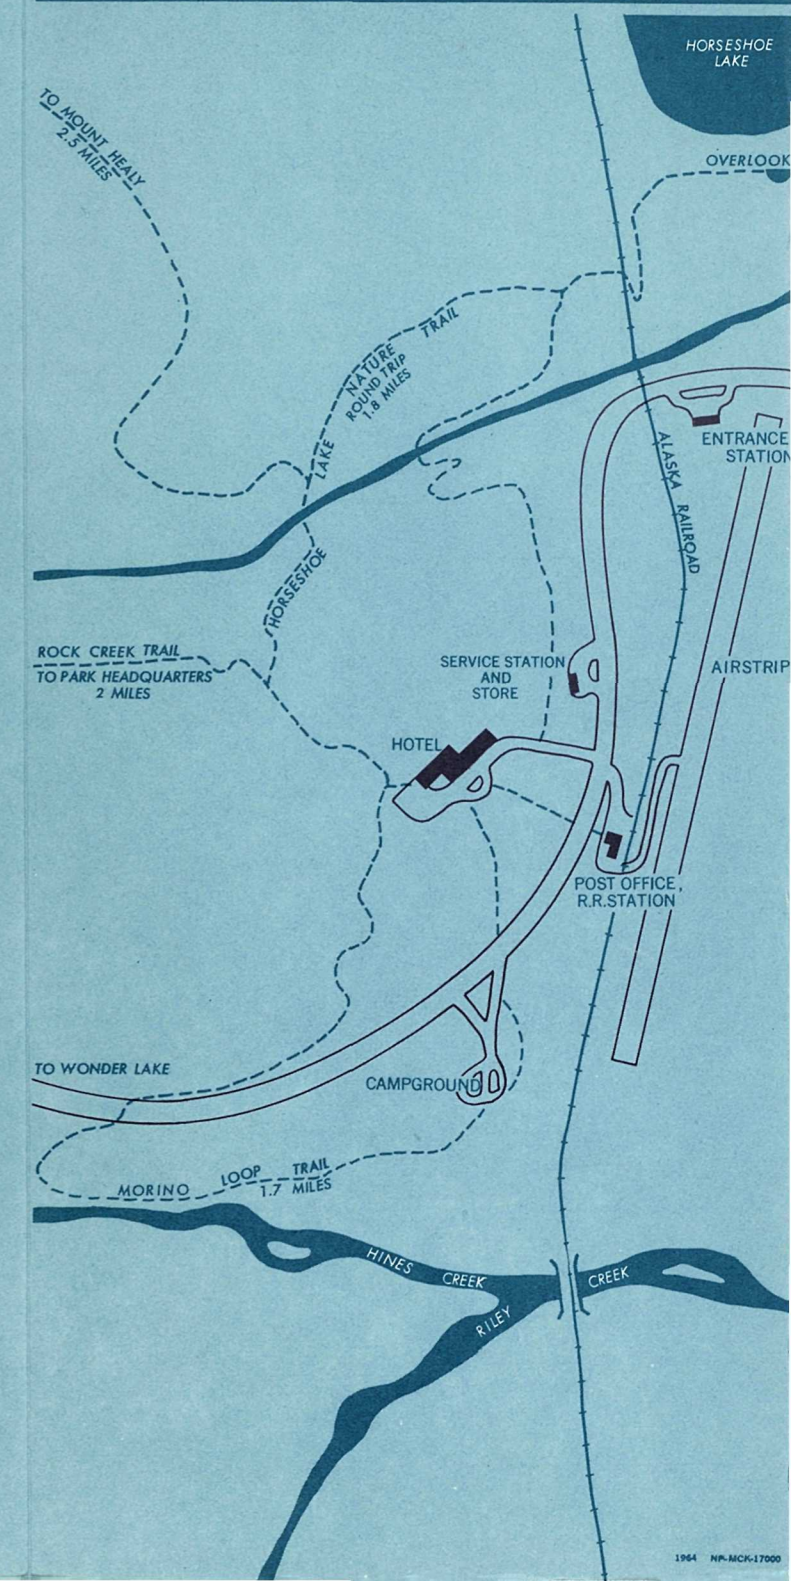 HORSESHOE
LAKE
TO MOUNT HEALY
2.5 MILES
OVERLOOK
NATURE TRAIL
ROUND TRIP
1.8 MILES
LAKE
HORSESHOE
ENTRANCE
STATION
ALASKA RAILROAD
ROCK CREEK TRAIL
TO PARK HEADQUARTERS
2 MILES
SERVICE STATION
AND
STORE
AIRSTRIP
HOTEL
POST OFFICE,
R.R. STATION
TO WONDER LAKE
CAMPGROUND
MORINO LOOP TRAIL
1.7 MILES
HINES CREEK
RILEY CREEK
1964 NP-MCK-17000